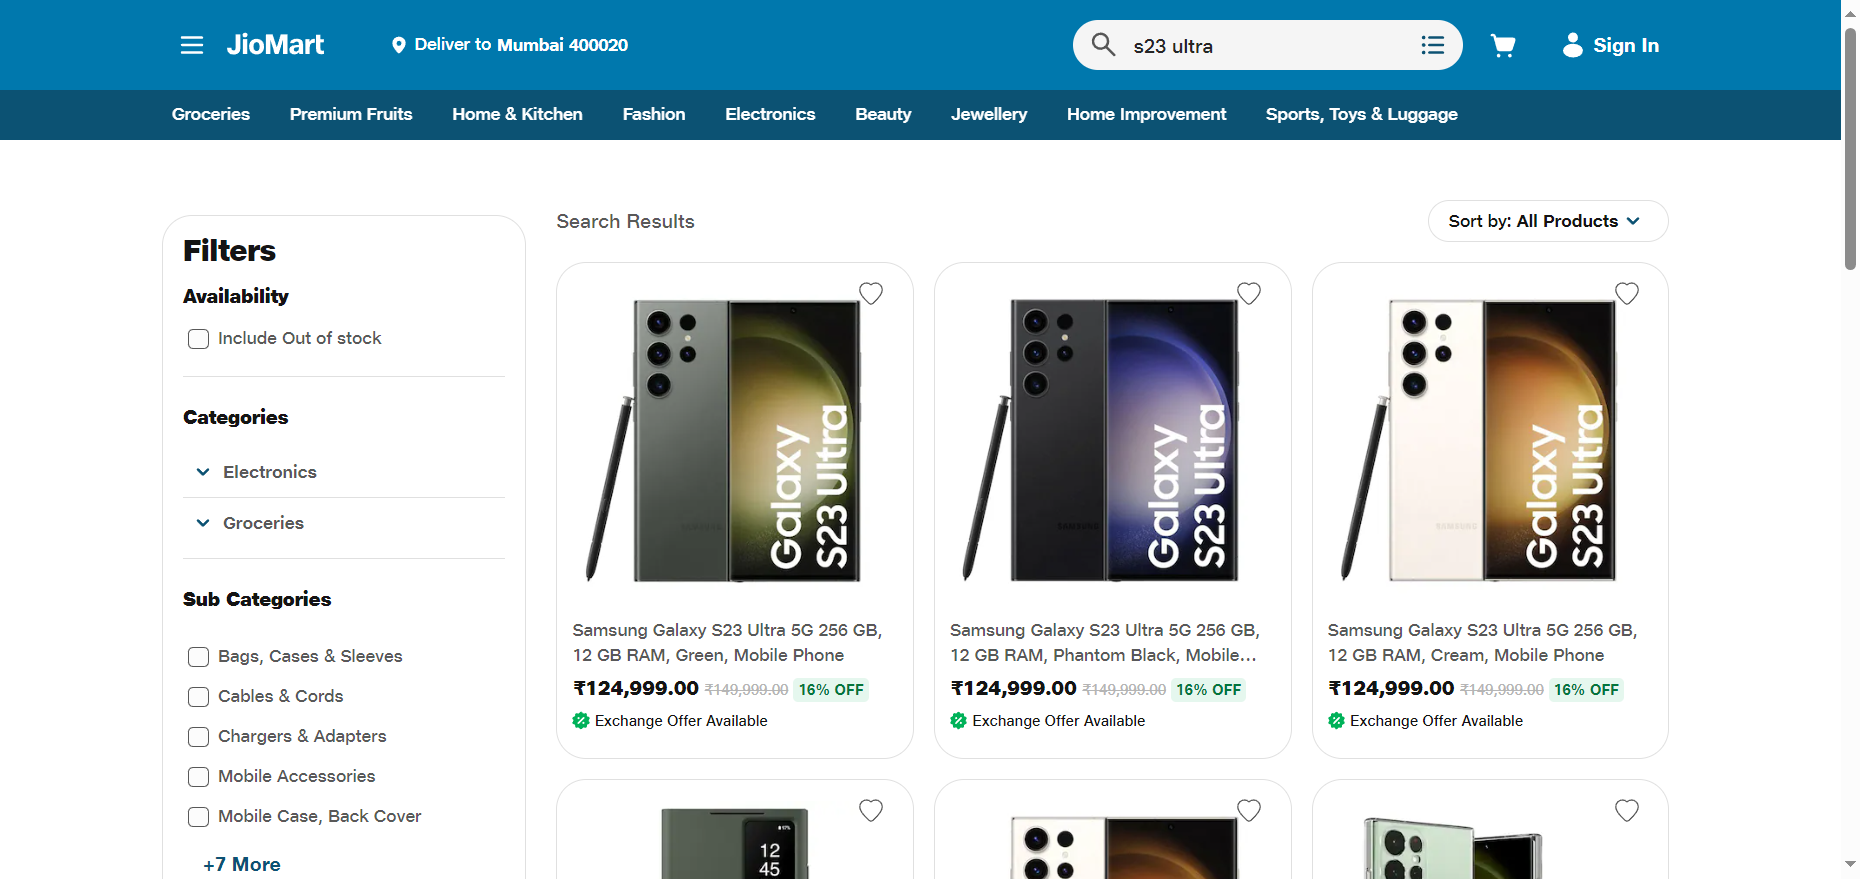 JioMart
Deliver to Mumbai 400020
s23 ultra
Sign In
Groceries
Premium Fruits
Home & Kitchen
Fashion
Electronics
Beauty
Jewellery
Home Improvement
Sports, Toys & Luggage
Filters
Availability
Include Out of stock
Categories
Electronics
Groceries
Sub Categories
Bags, Cases & Sleeves
Cables & Cords
Chargers & Adapters
Mobile Accessories
Mobile Case, Back Cover
+7 More
Search Results
Sort by: All Products
Galaxy
S23 Ultra
SAMSUNG
Samsung Galaxy S23 Ultra 5G 256 GB,
12 GB RAM, Green, Mobile Phone
₹124,999.00 ₹149,999.00 16% OFF
Exchange Offer Available
Galaxy
S23 Ultra
SAMSUNG
Samsung Galaxy S23 Ultra 5G 256 GB,
12 GB RAM, Phantom Black, Mobile...
₹124,999.00 ₹149,999.00 16% OFF
Exchange Offer Available
Galaxy
S23 Ultra
SAMSUNG
Samsung Galaxy S23 Ultra 5G 256 GB,
12 GB RAM, Cream, Mobile Phone
₹124,999.00 ₹149,999.00 16% OFF
Exchange Offer Available
12
45